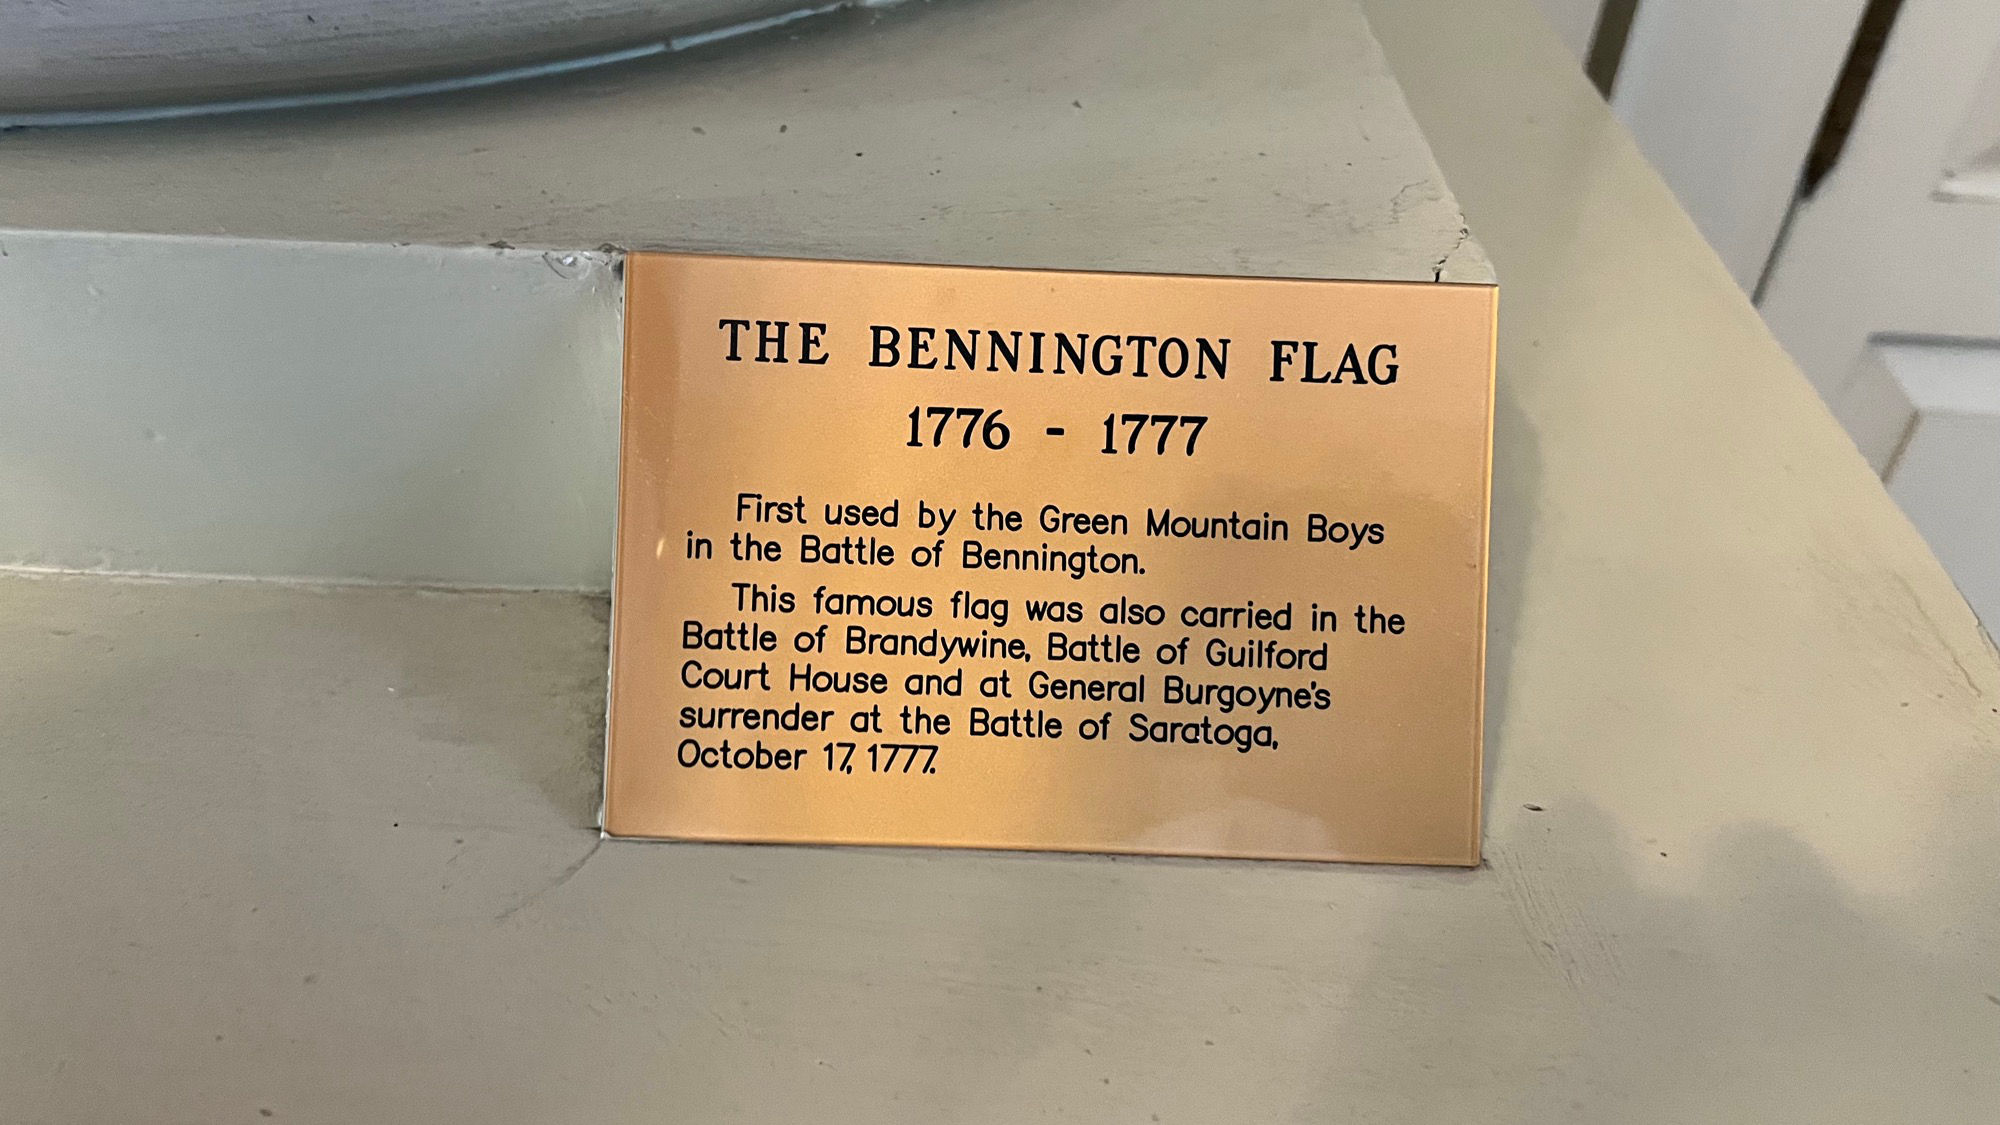 THE BENNINGTON FLAG
1776 - 1777
First used by the Green Mountain Boys
in the Battle of Bennington.
This famous flag was also carried in the
Battle of Brandywine, Battle of Guilford
Court House and at General Burgoyne's
surrender at the Battle of Saratoga,
October 17, 1777.